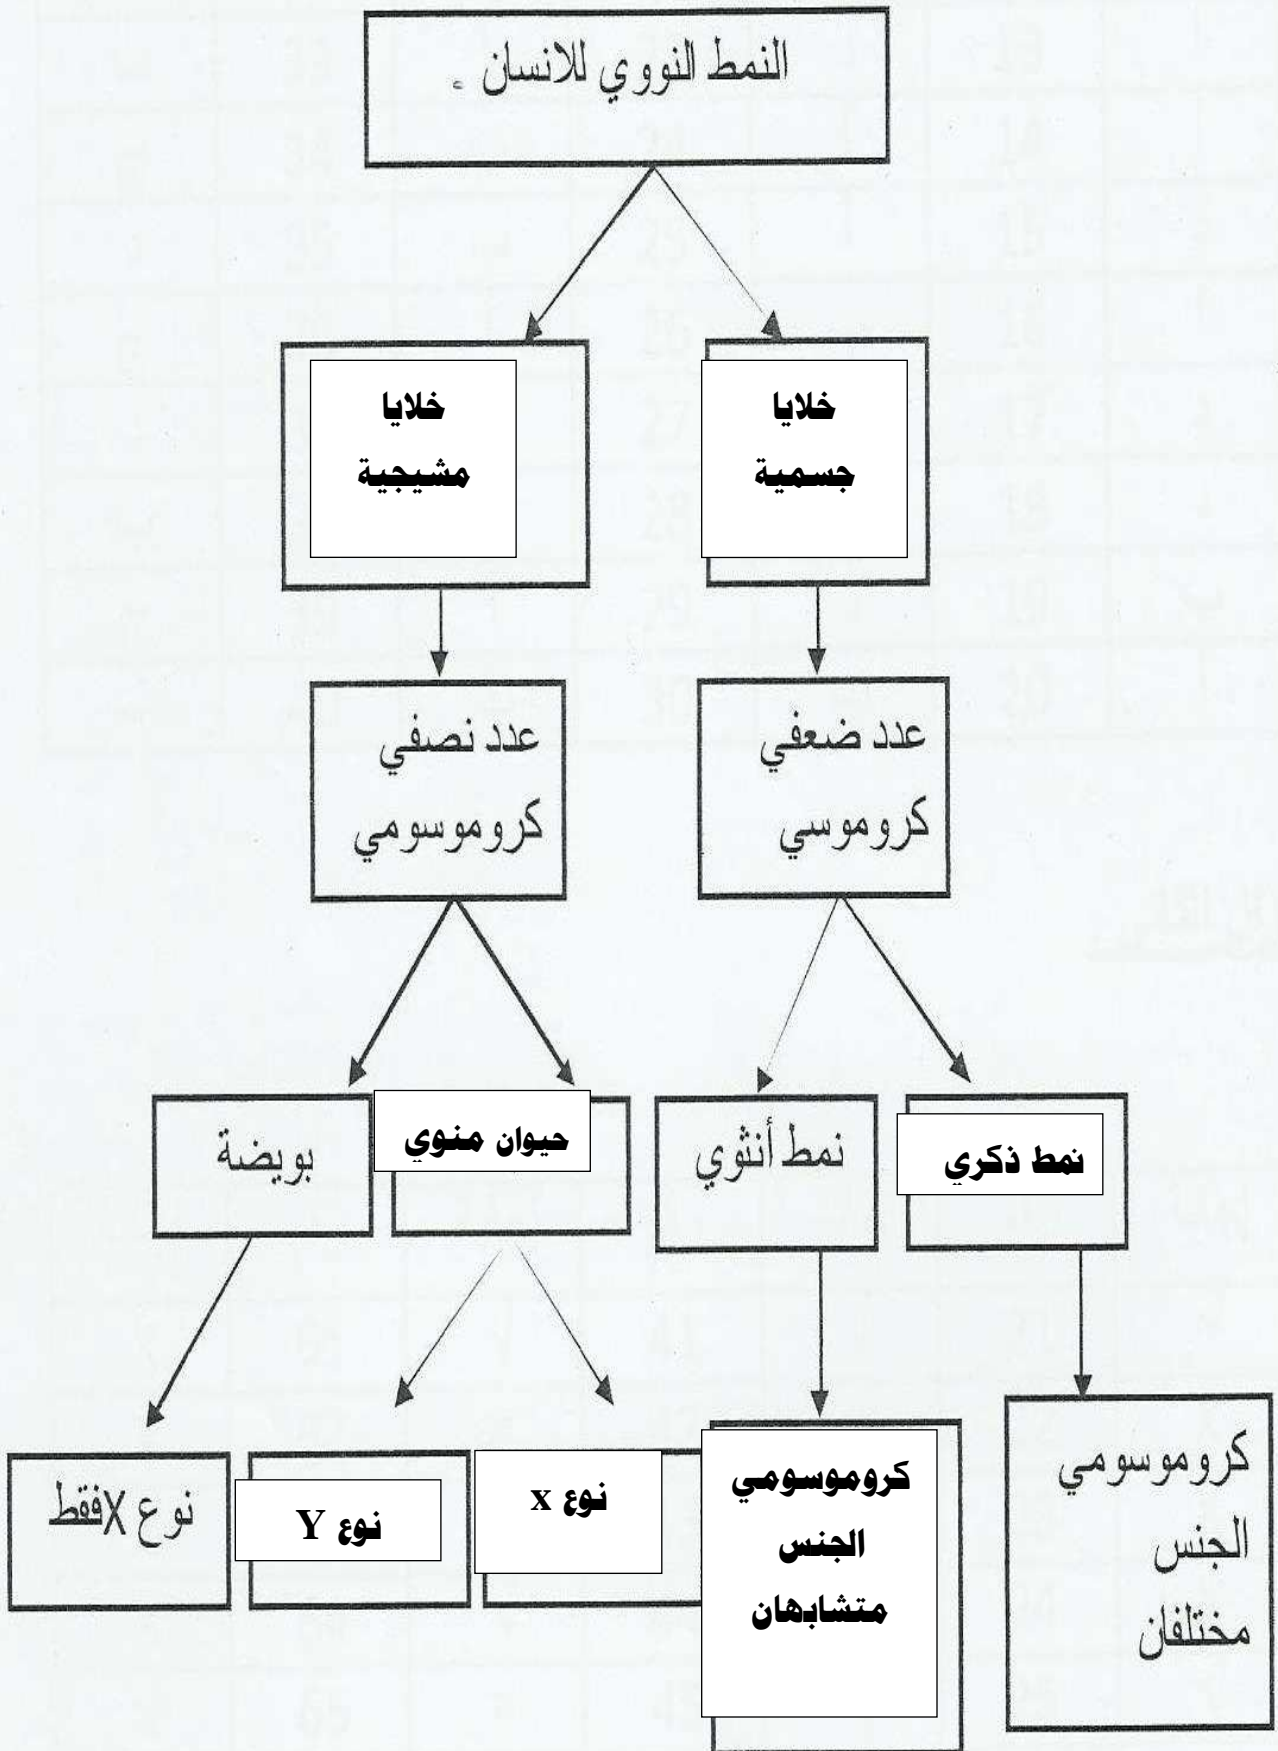 النمط النووي للانسان
خلايا
جسمية
خلايا
مشيجية
عدد ضعفي
كروموسي
عدد نصفي
كروموسومي
نمط ذكري
نمط أنثوي
حيوان منوي
بويضة
كروموسومي
الجنس
مختلفان
كروموسومي
الجنس
متشابهان
نوع x
نوع Y
نوع Xفقط